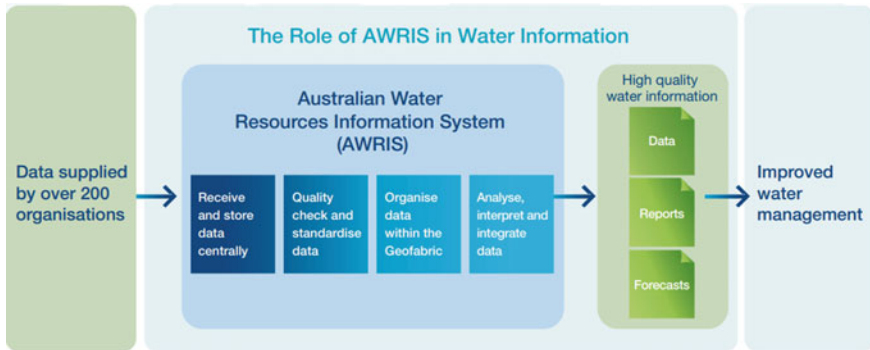 The Role of AWRIS in Water Information
Data supplied
by over 200
organisations
Australian Water
Resources Information System
(AWRIS)
Receive
and store
data
centrally
Quality
check and
standardise
data
Organise
data
within the
Geofabric
Analyse,
interpret and
integrate
data
High quality
water information
Data
Reports
Forecasts
Improved
water
management